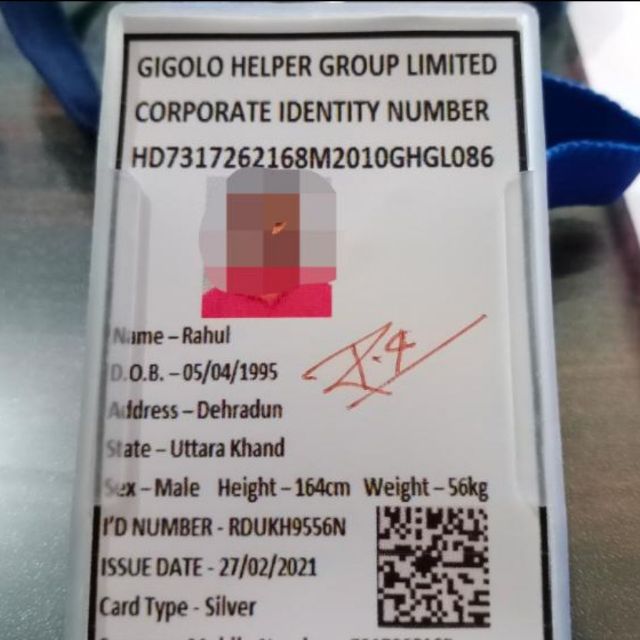 GIGOLO HELPER GROUP LIMITED
CORPORATE IDENTITY NUMBER
HD7317262168M2010GHGL086
Name – Rahul
D.O.B. – 05/04/1995
Address – Dehradun
State – Uttara Khand
Sex – Male Height – 164cm Weight – 56kg
I'D NUMBER - RDUKH9556N
ISSUE DATE - 27/02/2021
Card Type - Silver